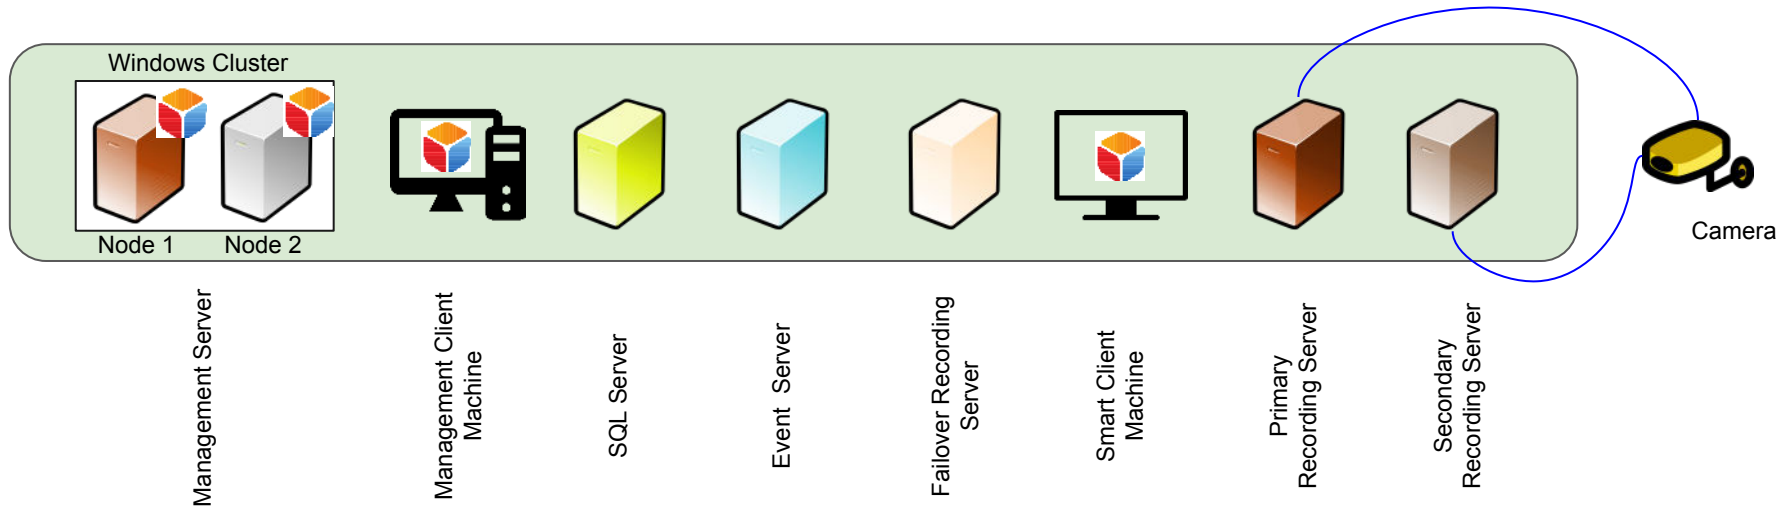 Windows Cluster
Node 1
Node 2
Camera
Management Server
Management Client
Machine
SQL Server
Event  Server
Failover Recording
Server
Smart Client
Machine
Primary
Recording Server
Secondary
Recording Server